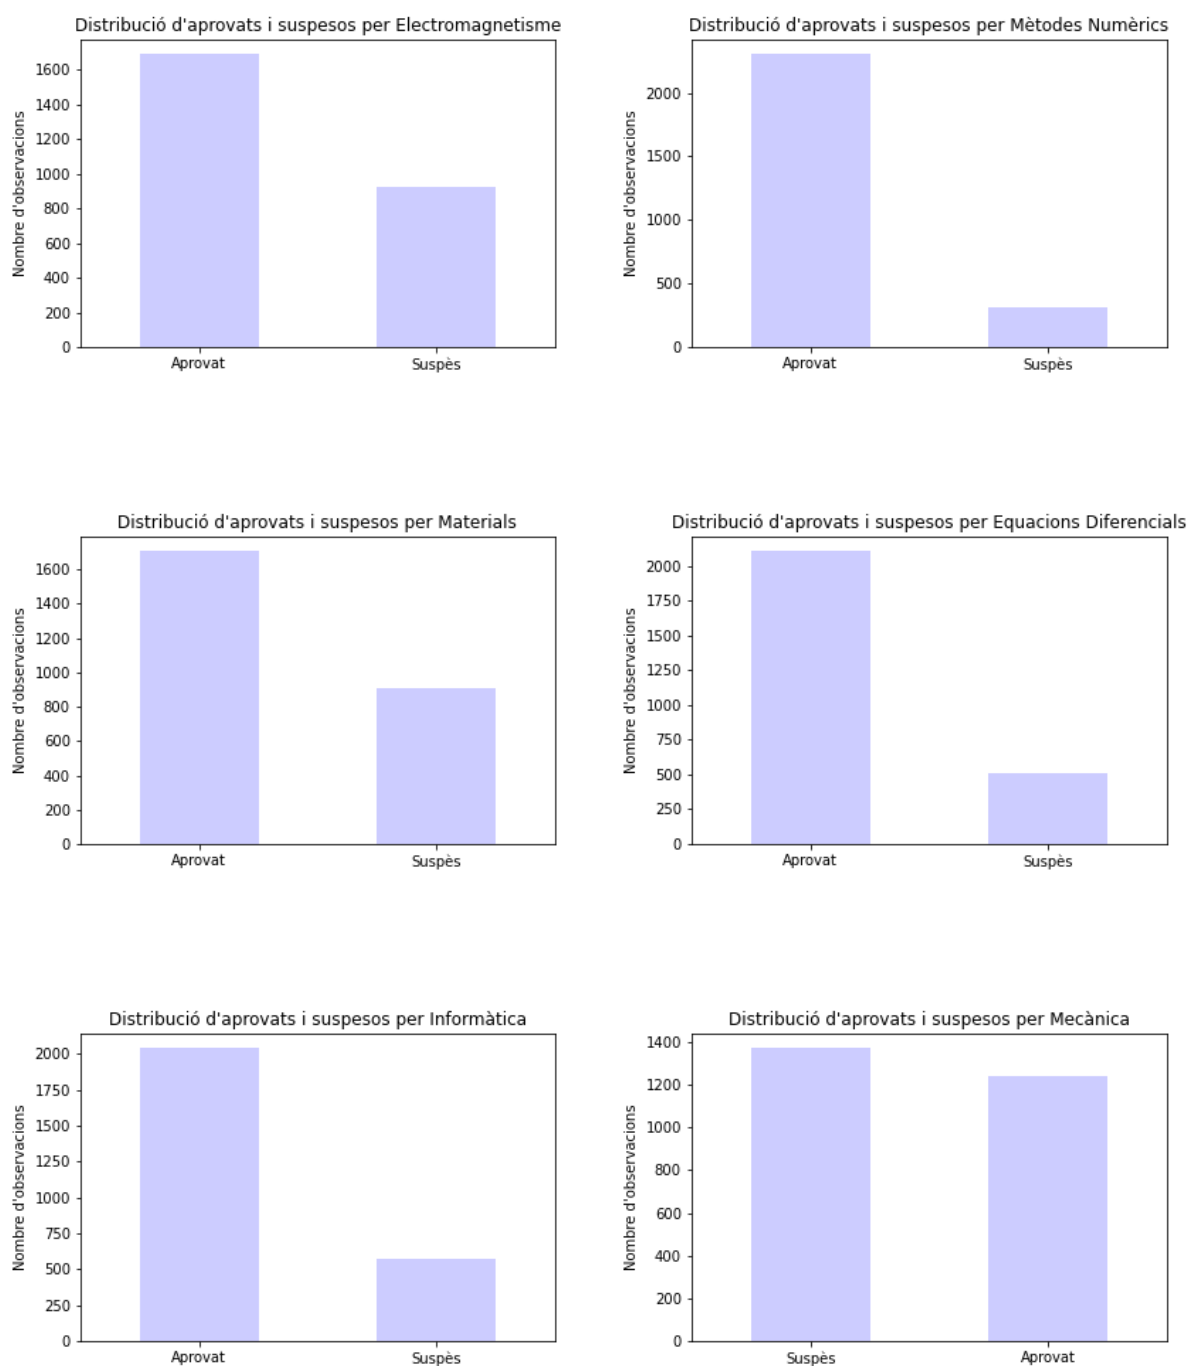 Distribució d'aprovats i suspesos per Electromagnetisme
Nombre d'observacions
1600
1400
1200
1000
800
600
400
200
0
Aprovat Suspès
Distribució d'aprovats i suspesos per Mètodes Numèrics
Nombre d'observacions
2000
1500
1000
500
0
Aprovat Suspès
Distribució d'aprovats i suspesos per Materials
Nombre d'observacions
1600
1400
1200
1000
800
600
400
200
0
Aprovat Suspès
Distribució d'aprovats i suspesos per Equacions Diferencials
Nombre d'observacions
2000
1750
1500
1250
1000
750
500
250
0
Aprovat Suspès
Distribució d'aprovats i suspesos per Informàtica
Nombre d'observacions
2000
1750
1500
1250
1000
750
500
250
0
Aprovat Suspès
Distribució d'aprovats i suspesos per Mecànica
Nombre d'observacions
1400
1200
1000
800
600
400
200
0
Suspès Aprovat